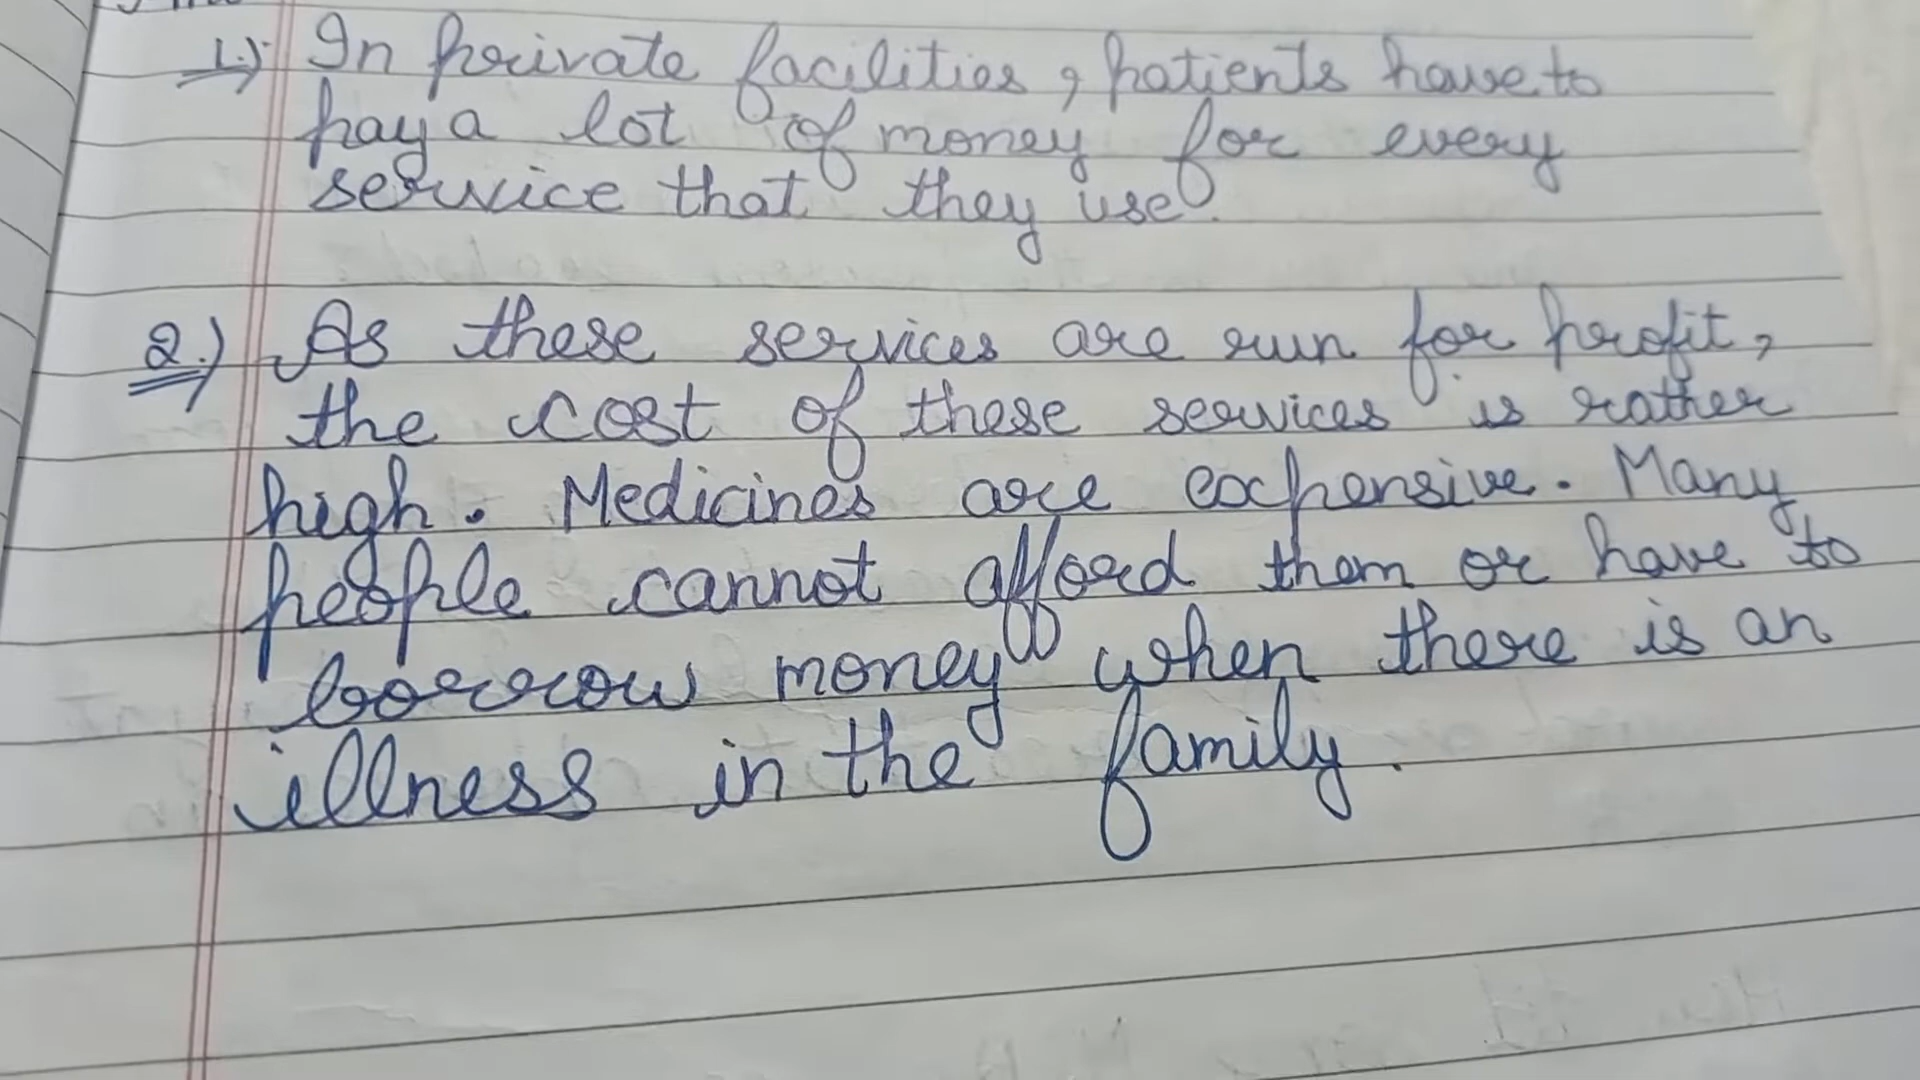 1.) In private facilities, patients have to
pay a lot of money for every
service that they use.
2.) As these services are run for profit,
the cost of these services is rather
high. Medicines are expensive. Many
people cannot afford them or have to
borrow money when there is an
illness in the family.